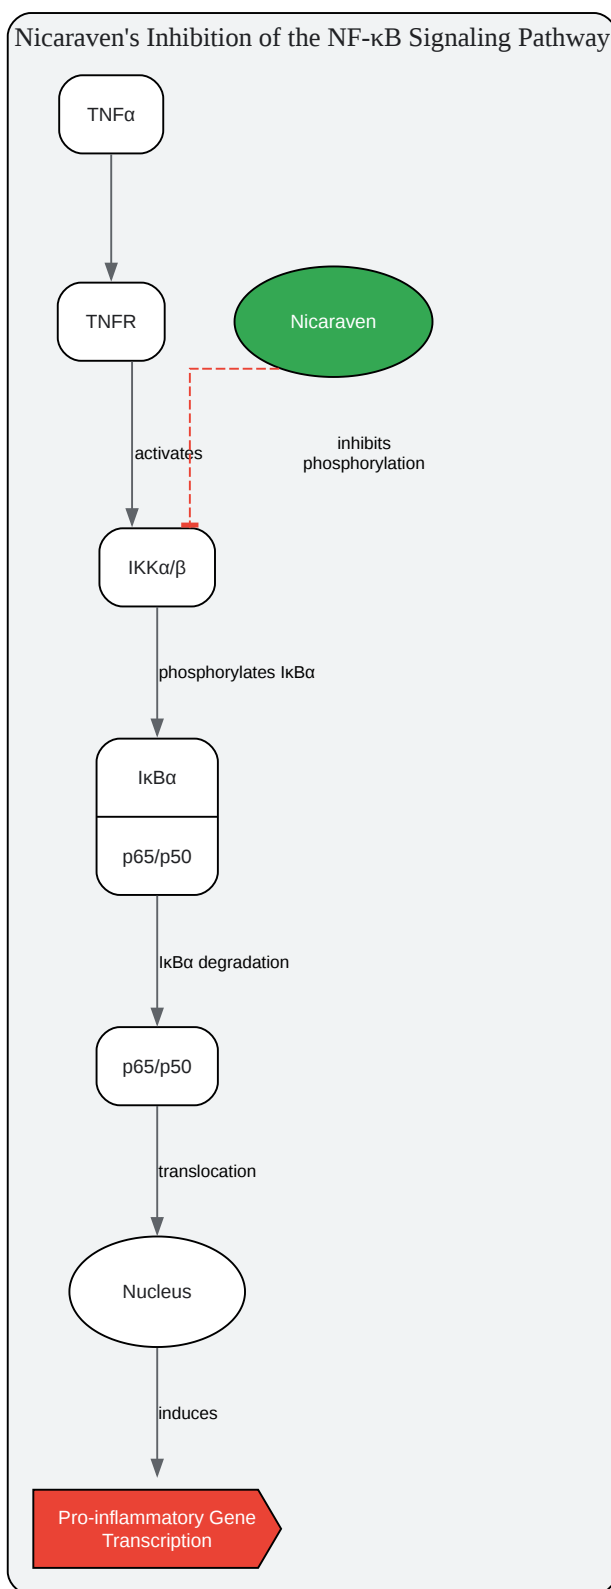 Nicaraven's Inhibition of the NF-κB Signaling Pathway
TNFα
TNFR
Nicaraven
activates
inhibits
phosphorylation
IKKα/β
phosphorylates IκBα
IκBα
p65/p50
IκBα degradation
p65/p50
translocation
Nucleus
induces
Pro-inflammatory Gene
Transcription